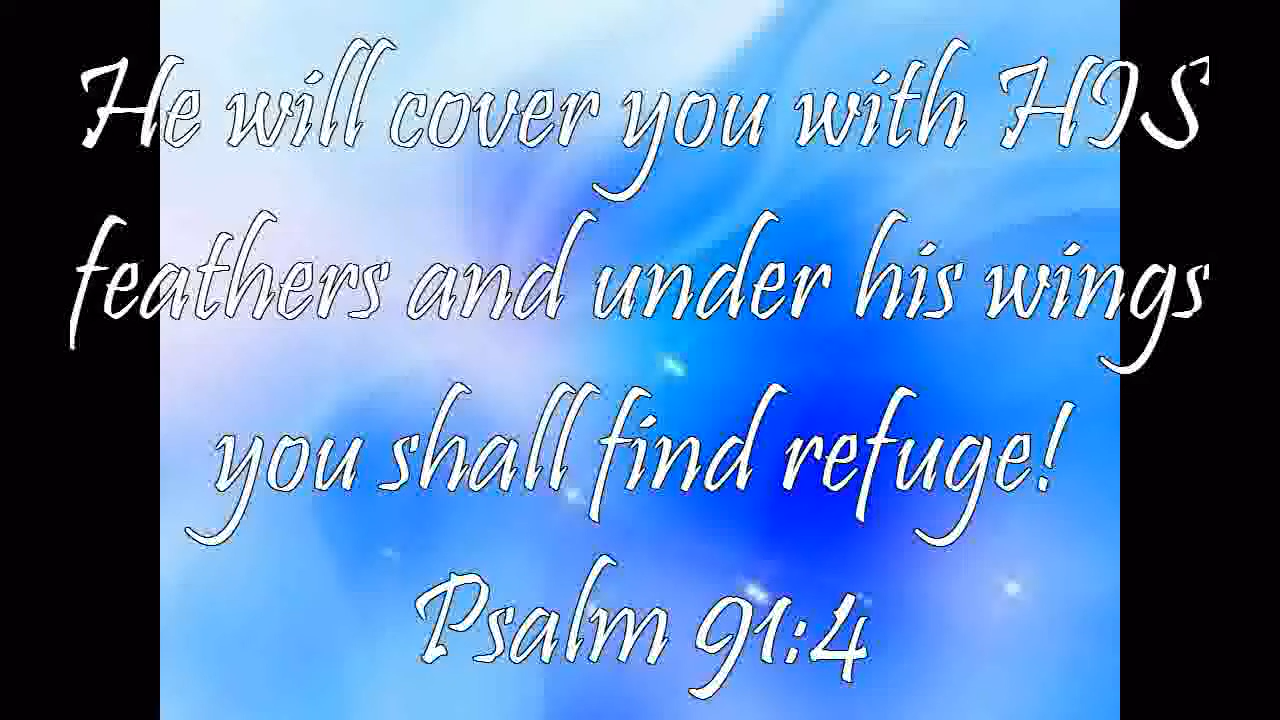 He will cover you with HIS
feathers and under his wings
you shall find refuge!
Psalm 91:4